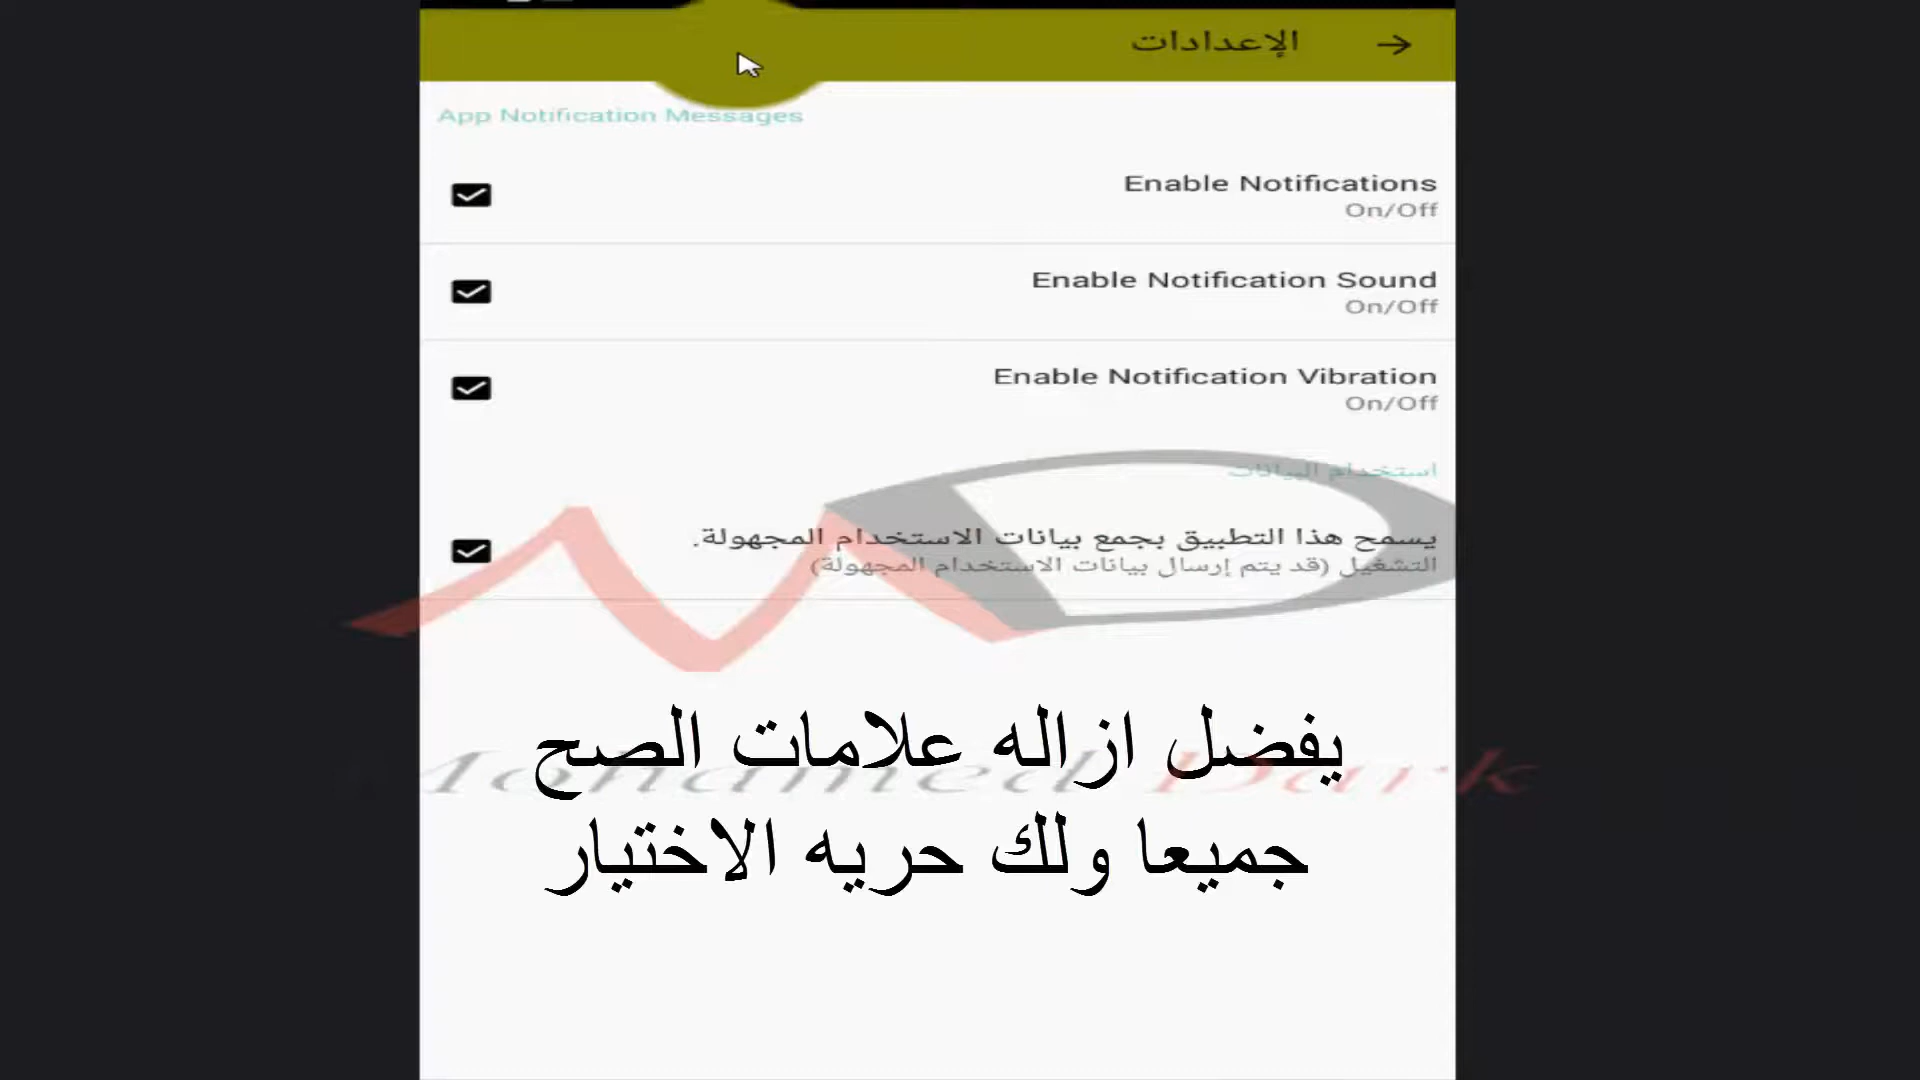 الإعدادات
App Notification Messages
Enable Notifications
On/Off
Enable Notification Sound
On/Off
Enable Notification Vibration
On/Off
استخدام البيانات
يسمح هذا التطبيق بجمع بيانات الاستخدام المجهولة.
التشغيل (قد يتم إرسال بيانات الاستخدام المجهولة)
يفضل ازاله علامات الصح
Mohamed Dark
جميعا ولك حريه الاختيار